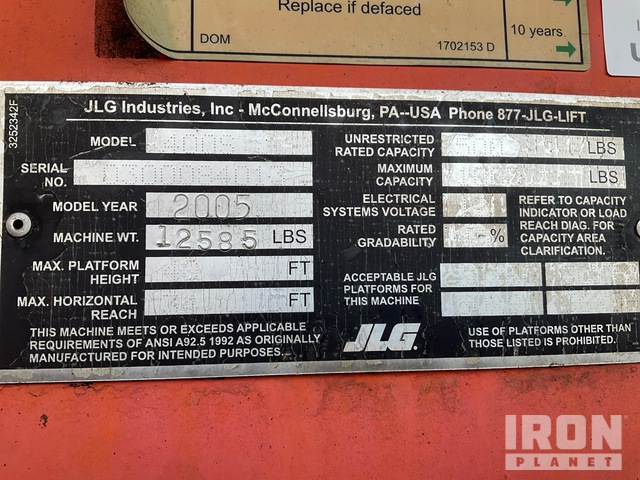 Replace if defaced
DOM
1702153 D
10 years
3252342F
JLG Industries, Inc - McConnellsburg, PA--USA Phone 877-JLG-LIFT
MODEL
SERIAL NO.
MODEL YEAR 2005
MACHINE WT. 12585 LBS
MAX. PLATFORM HEIGHT FT
MAX. HORIZONTAL REACH FT
THIS MACHINE MEETS OR EXCEEDS APPLICABLE
REQUIREMENTS OF ANSI A92.5 1992 AS ORIGINALLY
MANUFACTURED FOR INTENDED PURPOSES.
UNRESTRICTED
RATED CAPACITY LBS
MAXIMUM
CAPACITY LBS
ELECTRICAL
SYSTEMS VOLTAGE
RATED
GRADABILITY %
REFER TO CAPACITY
INDICATOR OR LOAD
REACH DIAG. FOR
CAPACITY AREA
CLARIFICATION.
ACCEPTABLE JLG
PLATFORMS FOR
THIS MACHINE
JLG
USE OF PLATFORMS OTHER THAN
THOSE LISTED IS PROHIBITED.
IRON
PLANET